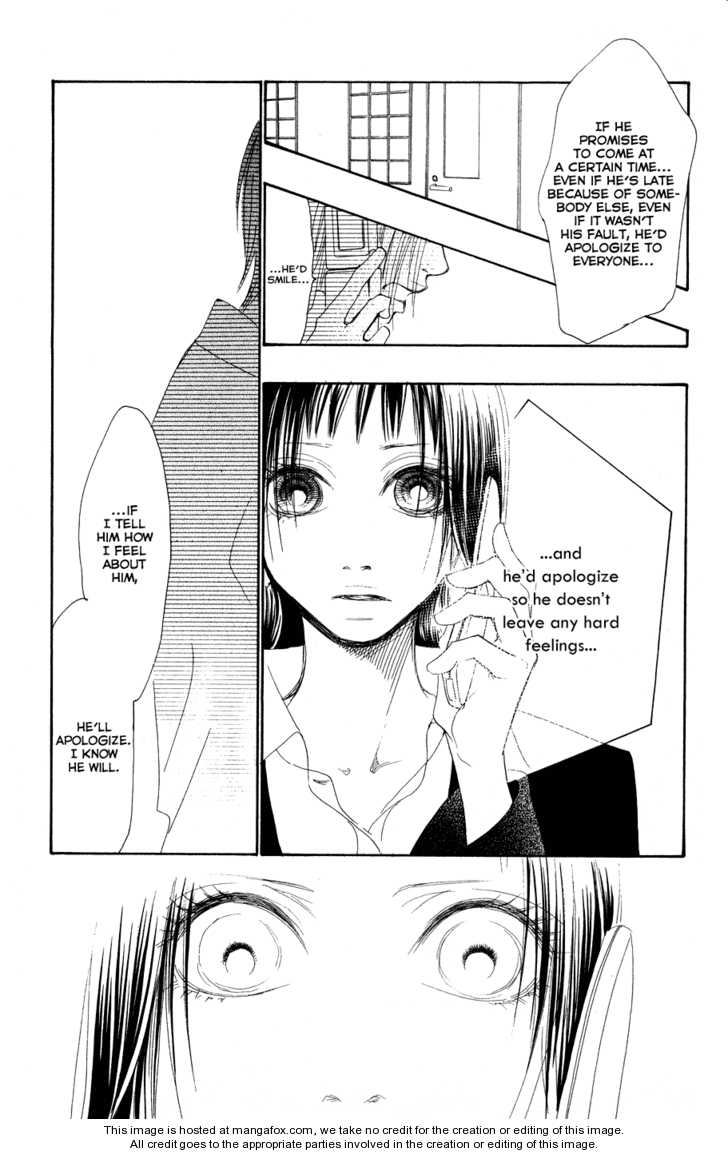 IF HE
PROMISES
TO COME AT
A CERTAIN TIME...
EVEN IF HE'S LATE
BECAUSE OF SOME-
BODY ELSE, EVEN
IF IT WASN'T
HIS FAULT, HE'D
APOLOGIZE TO
EVERYONE...
...HE'D
SMILE...
...and
he'd apologize
so he doesn't
leave any hard
feelings...
...IF
I TELL
HIM HOW
I FEEL
ABOUT
HIM,
HE'LL
APOLOGIZE.
I KNOW
HE WILL.
This image is hosted at mangafox.com, we take no credit for the creation or editing of this image.
All credit goes to the appropriate parties involved in the creation or editing of this image.